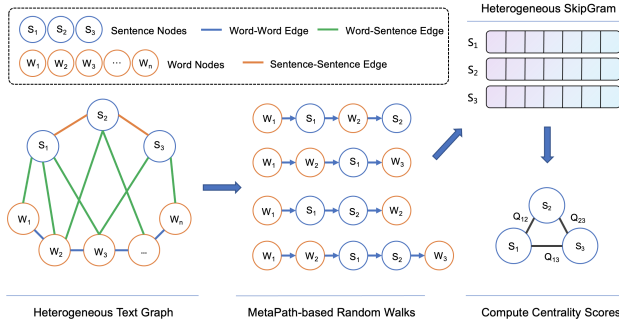 S1 S2 S3 Sentence Nodes Word-Word Edge Word-Sentence Edge
W1 W2 W3 ... Wn Word Nodes Sentence-Sentence Edge
Heterogeneous SkipGram
S1
S2
S3
S2
S1 S3
W1 Wn
W2 W3 ...
Heterogeneous Text Graph
W1 S1 W2 S2
W1 W2 S1 W3
W1 S1 S2 W2
W1 W2 S1 S2 W3
MetaPath-based Random Walks
S2
Q12 Q23
S1 S3
Q13
Compute Centrality Scores